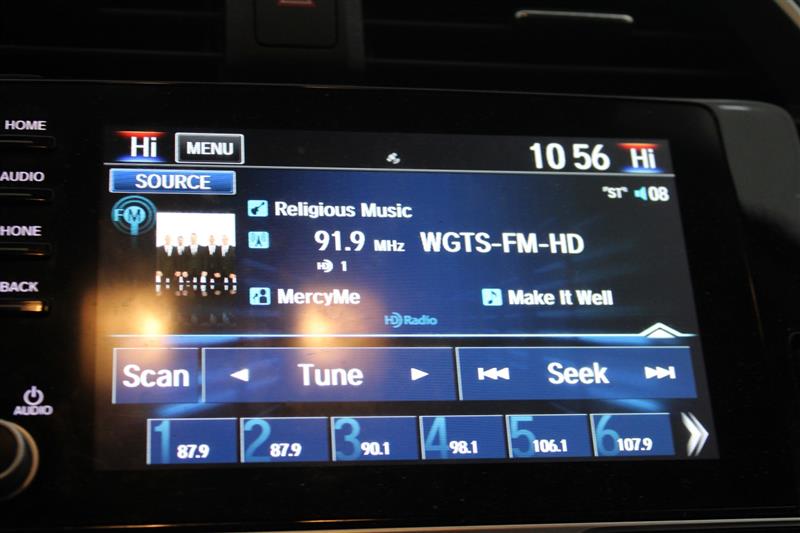 HOME
AUDIO
PHONE
BACK
AUDIO
Hi MENU 10 56 Hi
SOURCE
"ST" 08
FM
Religious Music
91.9 MHz WGTS-FM-HD
HD 1
MercyMe Make It Well
HD Radio
Scan Tune Seek
1 87.9 2 87.9 3 90.1 4 98.1 5 106.1 6 107.9